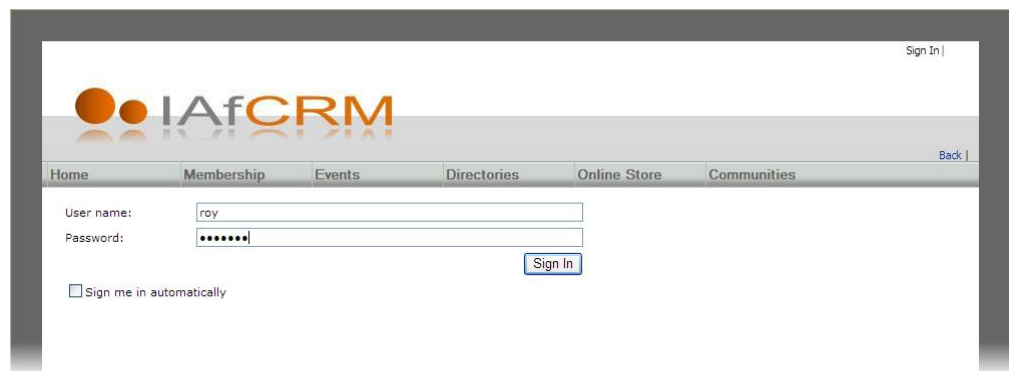 Sign In |
IAfCRM
Back |
Home Membership Events Directories Online Store Communities
User name: roy
Password: •••••••
Sign In
Sign me in automatically